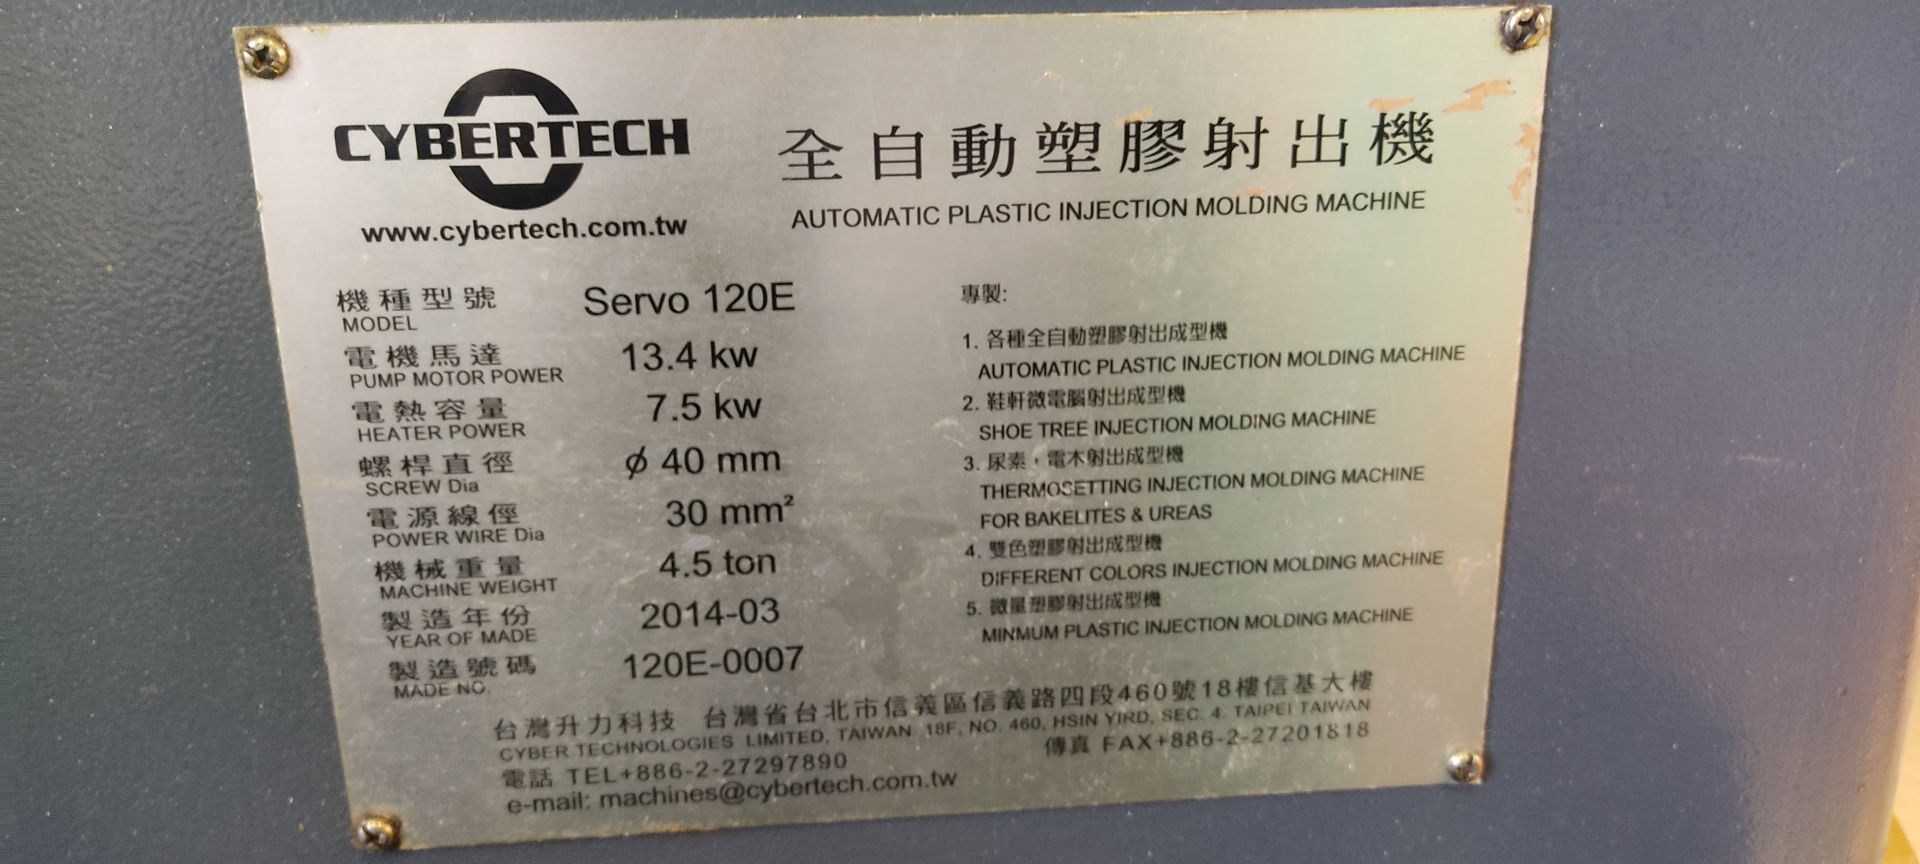 CYBERTECH
www.cybertech.com.tw
全自動塑膠射出機
AUTOMATIC PLASTIC INJECTION MOLDING MACHINE
機種型號 Servo 120E
MODEL
電機馬達 13.4 kw
PUMP MOTOR POWER
電熱容量 7.5 kw
HEATER POWER
螺桿直徑 ϕ 40 mm
SCREW Dia
電源線徑 30 mm²
POWER WIRE Dia
機械重量 4.5 ton
MACHINE WEIGHT
製造年份 2014-03
YEAR OF MADE
製造號碼 120E-0007
MADE NO.
專製:
1. 各種全自動塑膠射出成型機
AUTOMATIC PLASTIC INJECTION MOLDING MACHINE
2. 鞋軒微電腦射出成型機
SHOE TREE INJECTION MOLDING MACHINE
3. 尿素，電木射出成型機
THERMOSETTING INJECTION MOLDING MACHINE
FOR BAKELITES & UREAS
4. 雙色塑膠射出成型機
DIFFERENT COLORS INJECTION MOLDING MACHINE
5. 微量塑膠射出成型機
MINMUM PLASTIC INJECTION MOLDING MACHINE
台灣升力科技 台灣省台北市信義區信義路四段460號18樓信基大樓
CYBER TECHNOLOGIES LIMITED, TAIWAN 18F, NO. 460, HSIN YIRD, SEC. 4. TAIPEI TAIWAN
電話 TEL+886-2-27297890 傳真 FAX+886-2-27201818
e-mail: machines@cybertech.com.tw